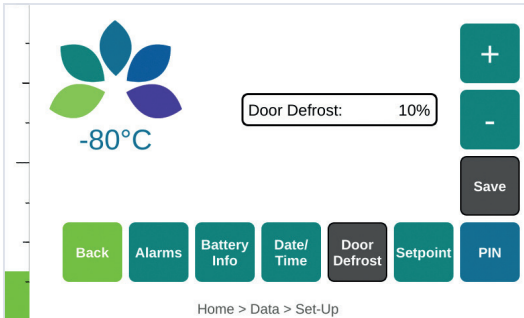 +
-80°C
Door Defrost: 10%
-
Save
Back
Alarms
Battery
Info
Date/
Time
Door
Defrost
Setpoint
PIN
Home > Data > Set-Up